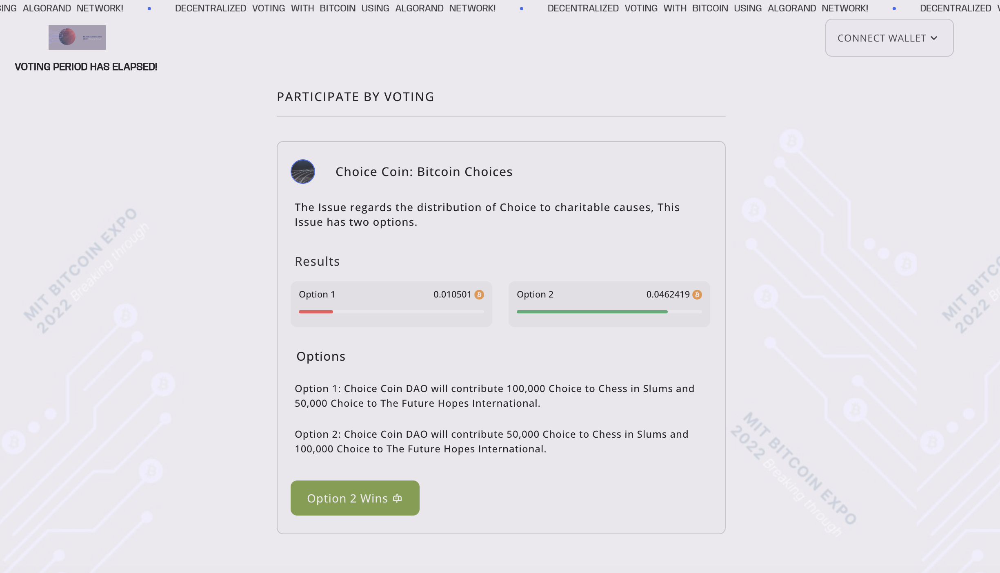 SING ALGORAND NETWORK! • DECENTRALIZED VOTING WITH BITCOIN USING ALGORAND NETWORK! • DECENTRALIZED VOTING WITH BITCOIN USING ALGORAND NETWORK! • DECENTRALIZED
MIT BITCOIN EXPO
2022
CONNECT WALLET
VOTING PERIOD HAS ELAPSED!
PARTICIPATE BY VOTING
Choice Coin: Bitcoin Choices
The Issue regards the distribution of Choice to charitable causes, This
Issue has two options.
Results
Option 1 0.010501
Option 2 0.0462419
Options
Option 1: Choice Coin DAO will contribute 100,000 Choice to Chess in Slums and
50,000 Choice to The Future Hopes International.
Option 2: Choice Coin DAO will contribute 50,000 Choice to Chess in Slums and
100,000 Choice to The Future Hopes International.
Option 2 Wins
MIT BITCOIN EXPO
2022 Breaking through
MIT BITCOIN EXPO
2022 Breaking through
MIT BITCO
2022 Br